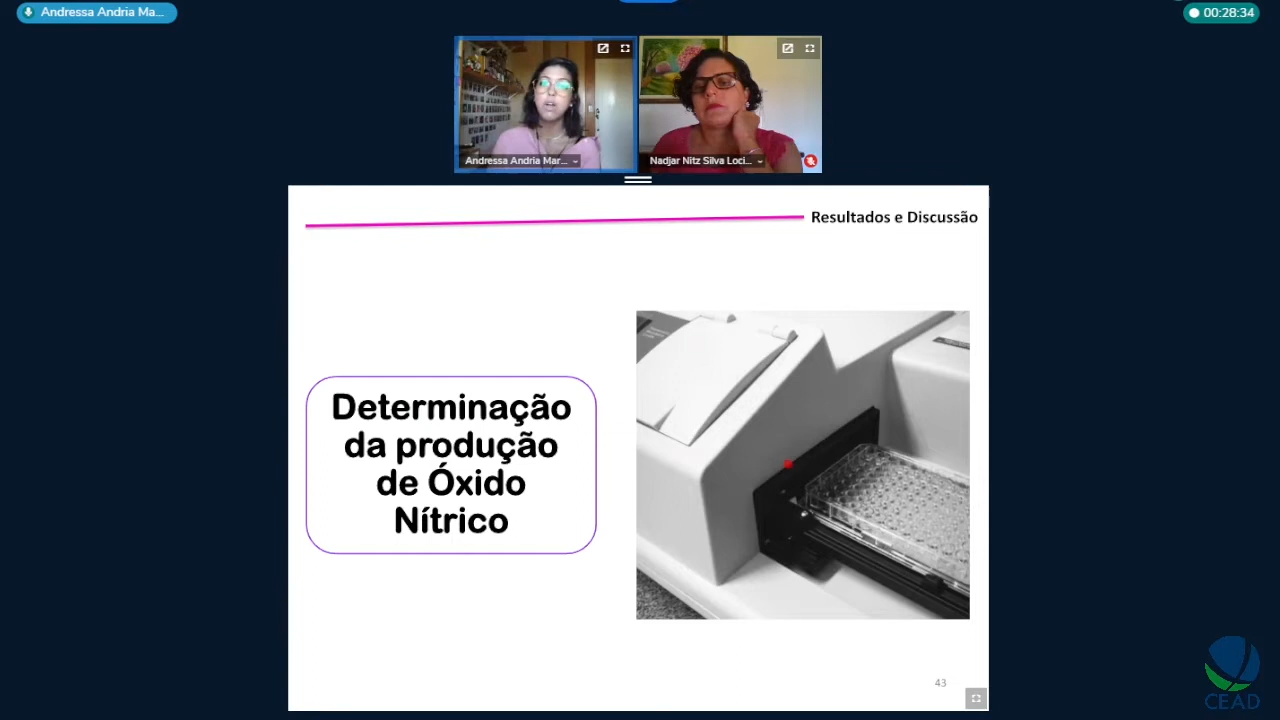 Andressa Andria Ma...
00:28:34
Andressa Andria Mar...
Nadjar Nitz Silva Loci...
Resultados e Discussão
Determinação
da produção
de Óxido
Nítrico
43
CEAD